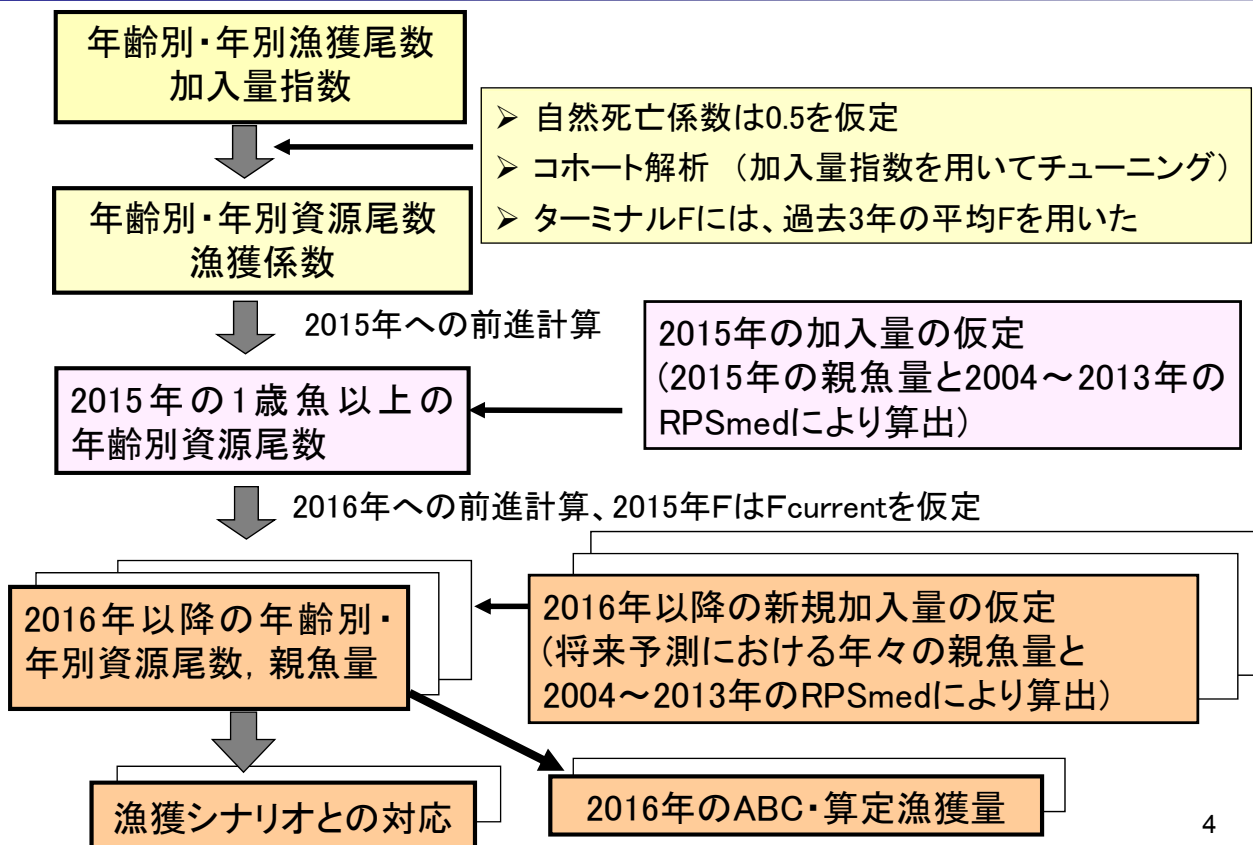 年齢別・年別漁獲尾数
加入量指数
➢ 自然死亡係数は0.5を仮定
➢ コホート解析 （加入量指数を用いてチューニング）
➢ ターミナルFには、過去3年の平均Fを用いた
年齢別・年別資源尾数
漁獲係数
2015年への前進計算
2015年の加入量の仮定
(2015年の親魚量と2004～2013年の
RPSmedにより算出)
2015年の1歳魚以上の
年齢別資源尾数
2016年への前進計算、2015年FはFcurrentを仮定
2016年以降の年齢別・
年別資源尾数, 親魚量
2016年以降の新規加入量の仮定
(将来予測における年々の親魚量と
2004～2013年のRPSmedにより算出)
漁獲シナリオとの対応
2016年のABC・算定漁獲量
4